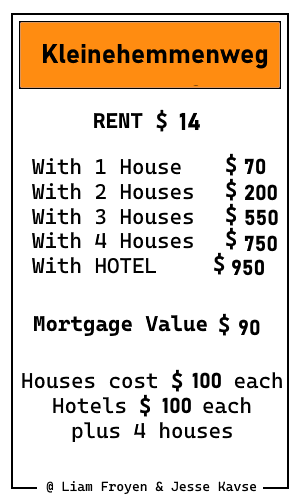 Kleinehemmenweg
RENT $ 14
With 1 House $ 70
With 2 Houses $ 200
With 3 Houses $ 550
With 4 Houses $ 750
With HOTEL $ 950
Mortgage Value $ 90
Houses cost $ 100 each
Hotels $ 100 each
plus 4 houses
@ Liam Froyen & Jesse Kavse